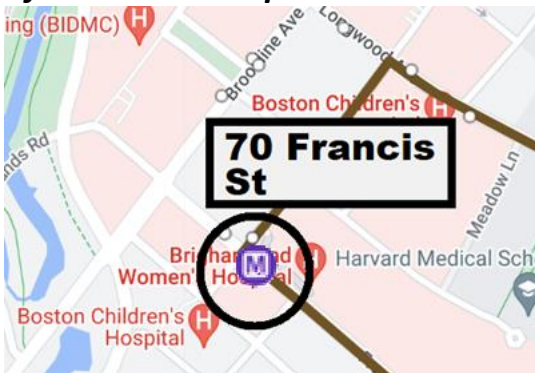 ing (BIDMC)
H
Brookline Ave
Longwood
Boston Children's
H
nds Rd
70 Francis
St
Meadow Ln
M
H
Women's Hospital
Harvard Medical Sch
Boston Children's
Hospital
H